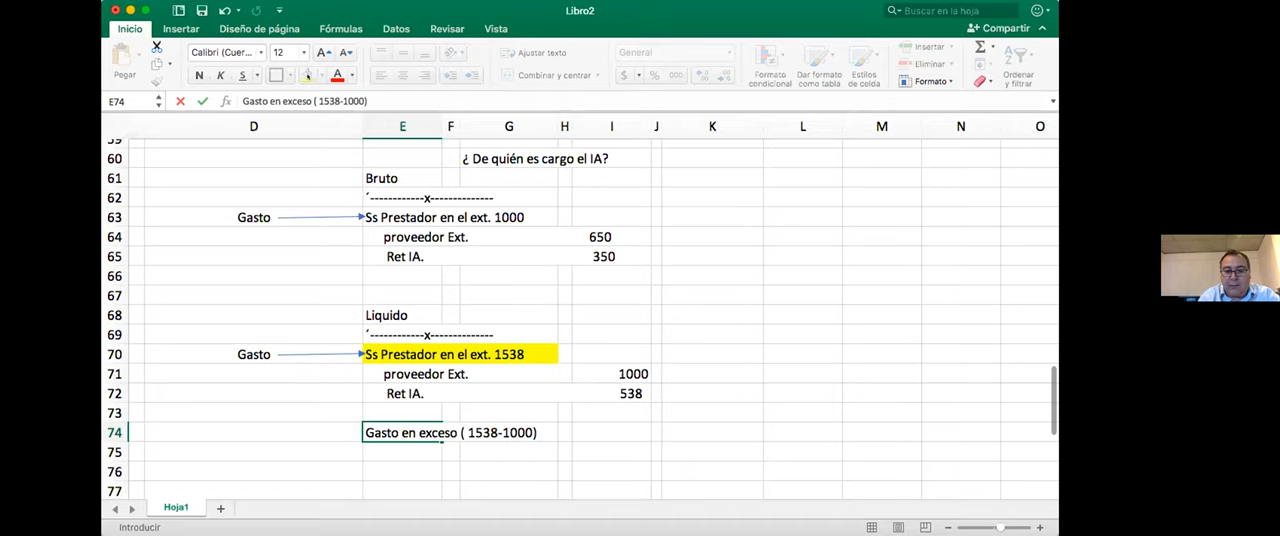 Libro2
Buscar en la hoja
Inicio Insertar Diseño de página Fórmulas Datos Revisar Vista
Compartir
Pegar
Calibri (Cuer... 12
N K S
Ajustar texto
Combinar y centrar
General
$ % 000
Formato condicional
Dar formato como tabla
Estilos de celda
Insertar
Eliminar
Formato
Ordenar y filtrar
E74 fx Gasto en exceso ( 1538-1000)
D E F G H I J K L M N O
59
60 ¿ De quién es cargo el IA?
61 Bruto
62 ´------------x--------------
63 Gasto Ss Prestador en el ext. 1000
64 proveedor Ext. 650
65 Ret IA. 350
66
67
68 Liquido
69 ´------------x--------------
70 Gasto Ss Prestador en el ext. 1538
71 proveedor Ext. 1000
72 Ret IA. 538
73
74 Gasto en exceso ( 1538-1000)
75
76
77
Hoja1
Introducir